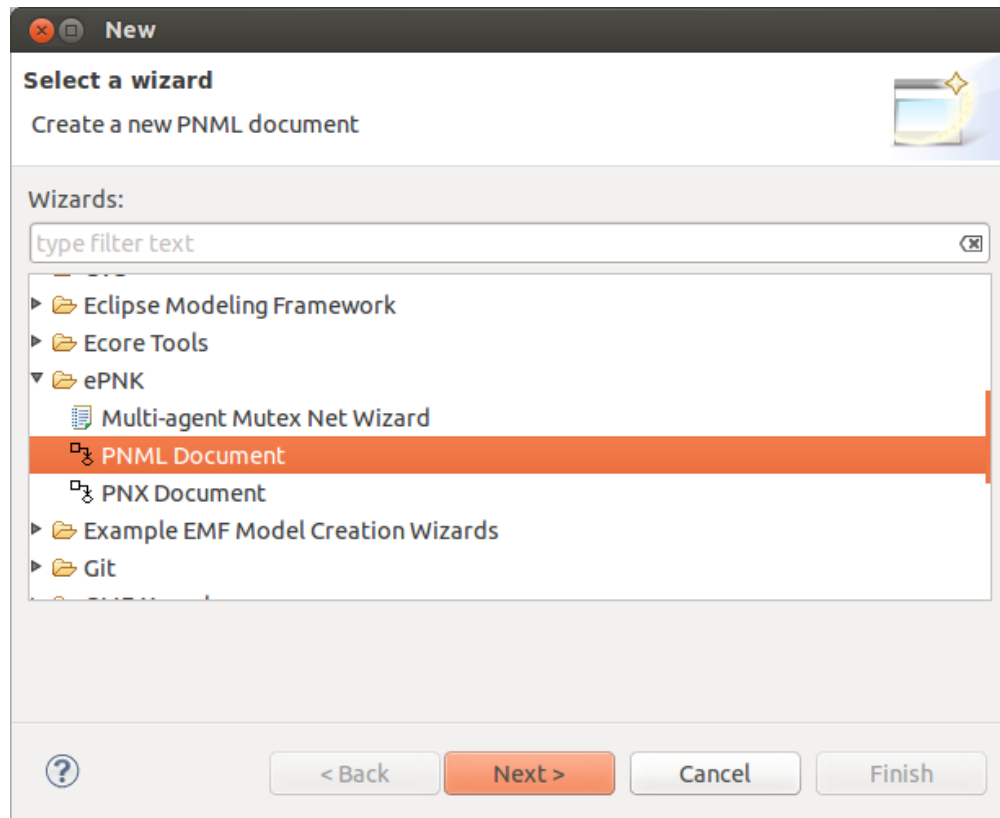 New
Select a wizard
Create a new PNML document
Wizards:
type filter text
Eclipse Modeling Framework
Ecore Tools
ePNK
Multi-agent Mutex Net Wizard
PNML Document
PNX Document
Example EMF Model Creation Wizards
Git
< Back Next > Cancel Finish